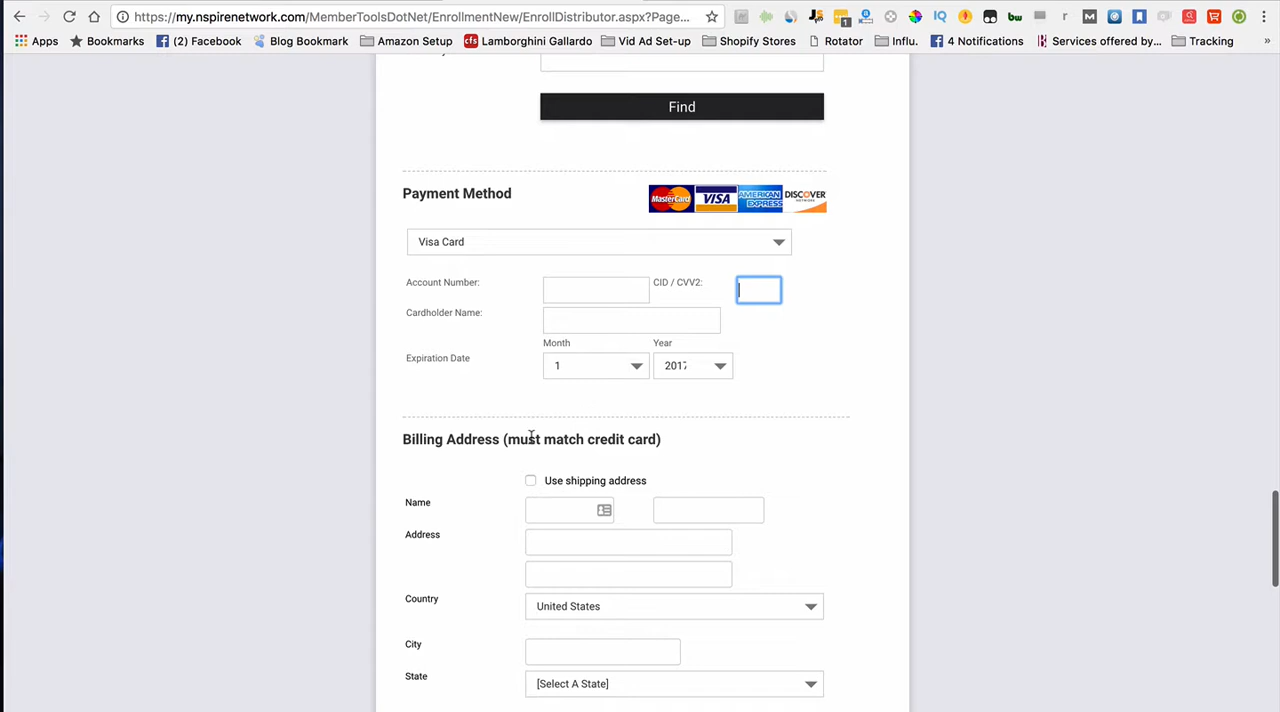 https://my.nspirenetwork.com/MemberToolsDotNet/EnrollmentNew/EnrollDistributor.aspx?Page...
Apps Bookmarks (2) Facebook Blog Bookmark Amazon Setup Lamborghini Gallardo Vid Ad Set-up Shopify Stores Rotator Influ. 4 Notifications Services offered by... Tracking »
Find
Payment Method MasterCard VISA AMERICAN EXPRESS DISCOVER NETWORK
Visa Card
Account Number: CID / CVV2:
Cardholder Name:
Month Year
Expiration Date 1 2017
Billing Address (must match credit card)
Use shipping address
Name
Address
Country United States
City
State [Select A State]